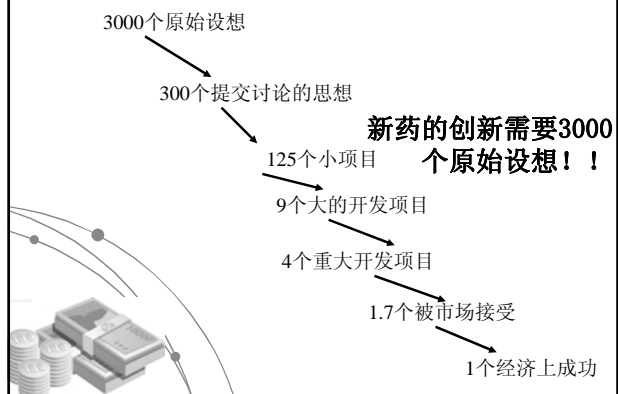 3000个原始设想
300个提交讨论的思想
新药的创新需要3000
个原始设想！！
125个小项目
9个大的开发项目
4个重大开发项目
1.7个被市场接受
1个经济上成功